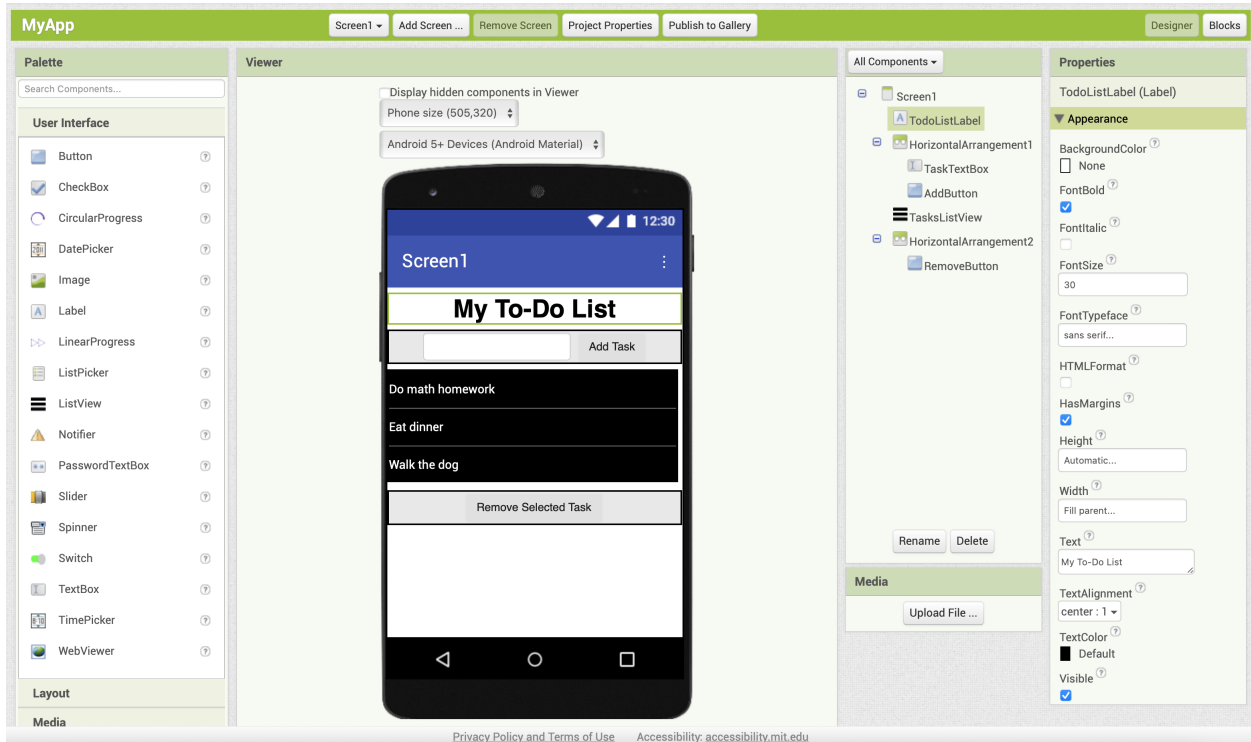 MyApp
Screen1
Add Screen ...
Remove Screen
Project Properties
Publish to Gallery
Designer
Blocks
Palette
Search Components...
User Interface
Button
CheckBox
CircularProgress
DatePicker
Image
Label
LinearProgress
ListPicker
ListView
Notifier
PasswordTextBox
Slider
Spinner
Switch
TextBox
TimePicker
WebViewer
Layout
Media
Viewer
Display hidden components in Viewer
Phone size (505,320)
Android 5+ Devices (Android Material)
12:30
Screen1
My To-Do List
Add Task
Do math homework
Eat dinner
Walk the dog
Remove Selected Task
All Components
Screen1
TodoListLabel
HorizontalArrangement1
TaskTextBox
AddButton
TasksListView
HorizontalArrangement2
RemoveButton
Rename
Delete
Media
Upload File ...
Properties
TodoListLabel (Label)
Appearance
BackgroundColor
None
FontBold
FontItalic
FontSize
30
FontTypeface
sans serif...
HTMLFormat
HasMargins
Height
Automatic...
Width
Fill parent...
Text
My To-Do List
TextAlignment
center : 1
TextColor
Default
Visible
Privacy Policy and Terms of Use
Accessibility: accessibility.mit.edu